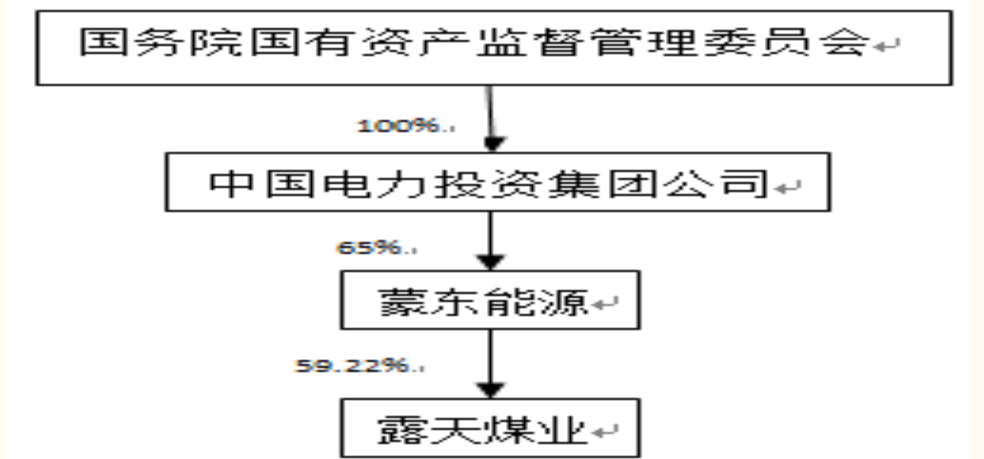 国务院国有资产监督管理委员会
100%
中国电力投资集团公司
65%
蒙东能源
59.22%
露天煤业